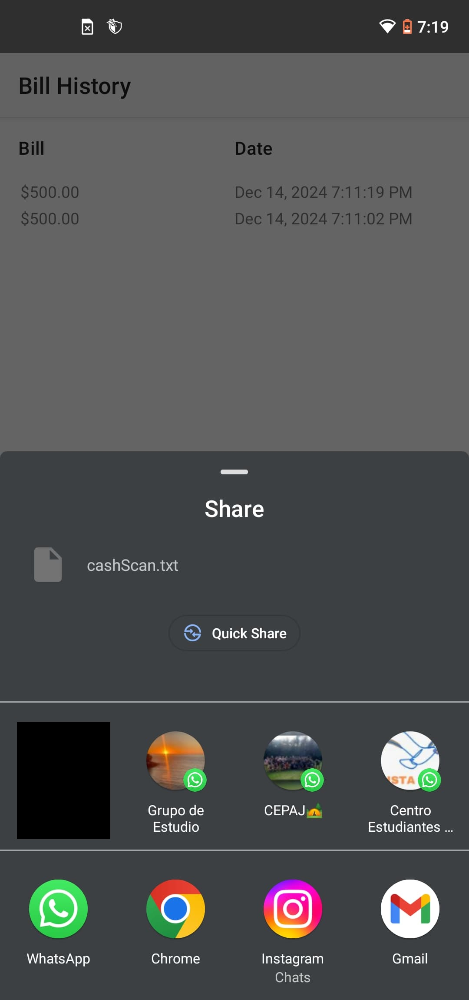 7:19
Bill History
Bill Date
$500.00 Dec 14, 2024 7:11:19 PM
$500.00 Dec 14, 2024 7:11:02 PM
Share
cashScan.txt
Quick Share
ISTA
Grupo de
Estudio
CEPAJ🏕
Centro
Estudiantes ...
WhatsApp
Chrome
Instagram
Chats
Gmail